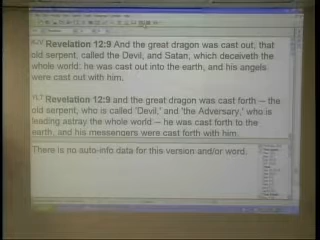 KJV Revelation 12:9 And the great dragon was cast out, that
old serpent, called the Devil, and Satan, which deceiveth the
whole world: he was cast out into the earth, and his angels
were cast out with him.
YLT Revelation 12:9 and the great dragon was cast forth -- the
old serpent, who is called 'Devil,' and 'the Adversary,' who is
leading astray the whole world -- he was cast forth to the
earth, and his messengers were cast forth with him.
There is no auto-info data for this version and/or word.